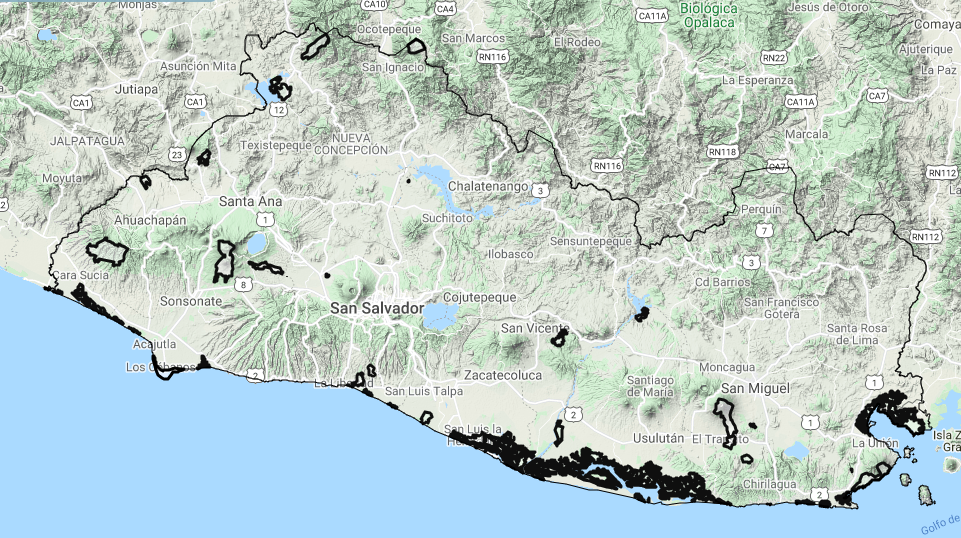 Monjas
CA10
CA4
Biológica
Opalaca
Jesús de Otoro
CA11A
Ocotepeque
Comaya
San Marcos
El Rodeo
RN116
RN22
Ajuterique
Asunción Mita
San Ignacio
La Paz
Jutiapa
La Esperanza
CA1
CA1
12
CA11A
CA7
JALPATAGUA
Texistepeque
NUEVA
CONCEPCIÓN
Marcala
23
RN116
RN118
CA7
RN112
Moyuta
Chalatenango
3
Santa Ana
2
Ahuachapán
1
Suchitoto
Perquín
7
Sensuntepeque
RN112
Ilobasco
3
Cara Sucia
8
Cd Barrios
Sonsonate
San Salvador
Cojutepeque
San Francisco
Gotera
San Vicente
Santa Rosa
de Lima
Acajutla
Los Cóbanos
2
La Libertad
Zacatecoluca
Moncagua
San Luis Talpa
Santiago
de María
San Miguel
1
2
1
San Luis la
Usulután
El Tránsito
La Unión
Isla Z
Gra
Chirilagua
2
Golfo de